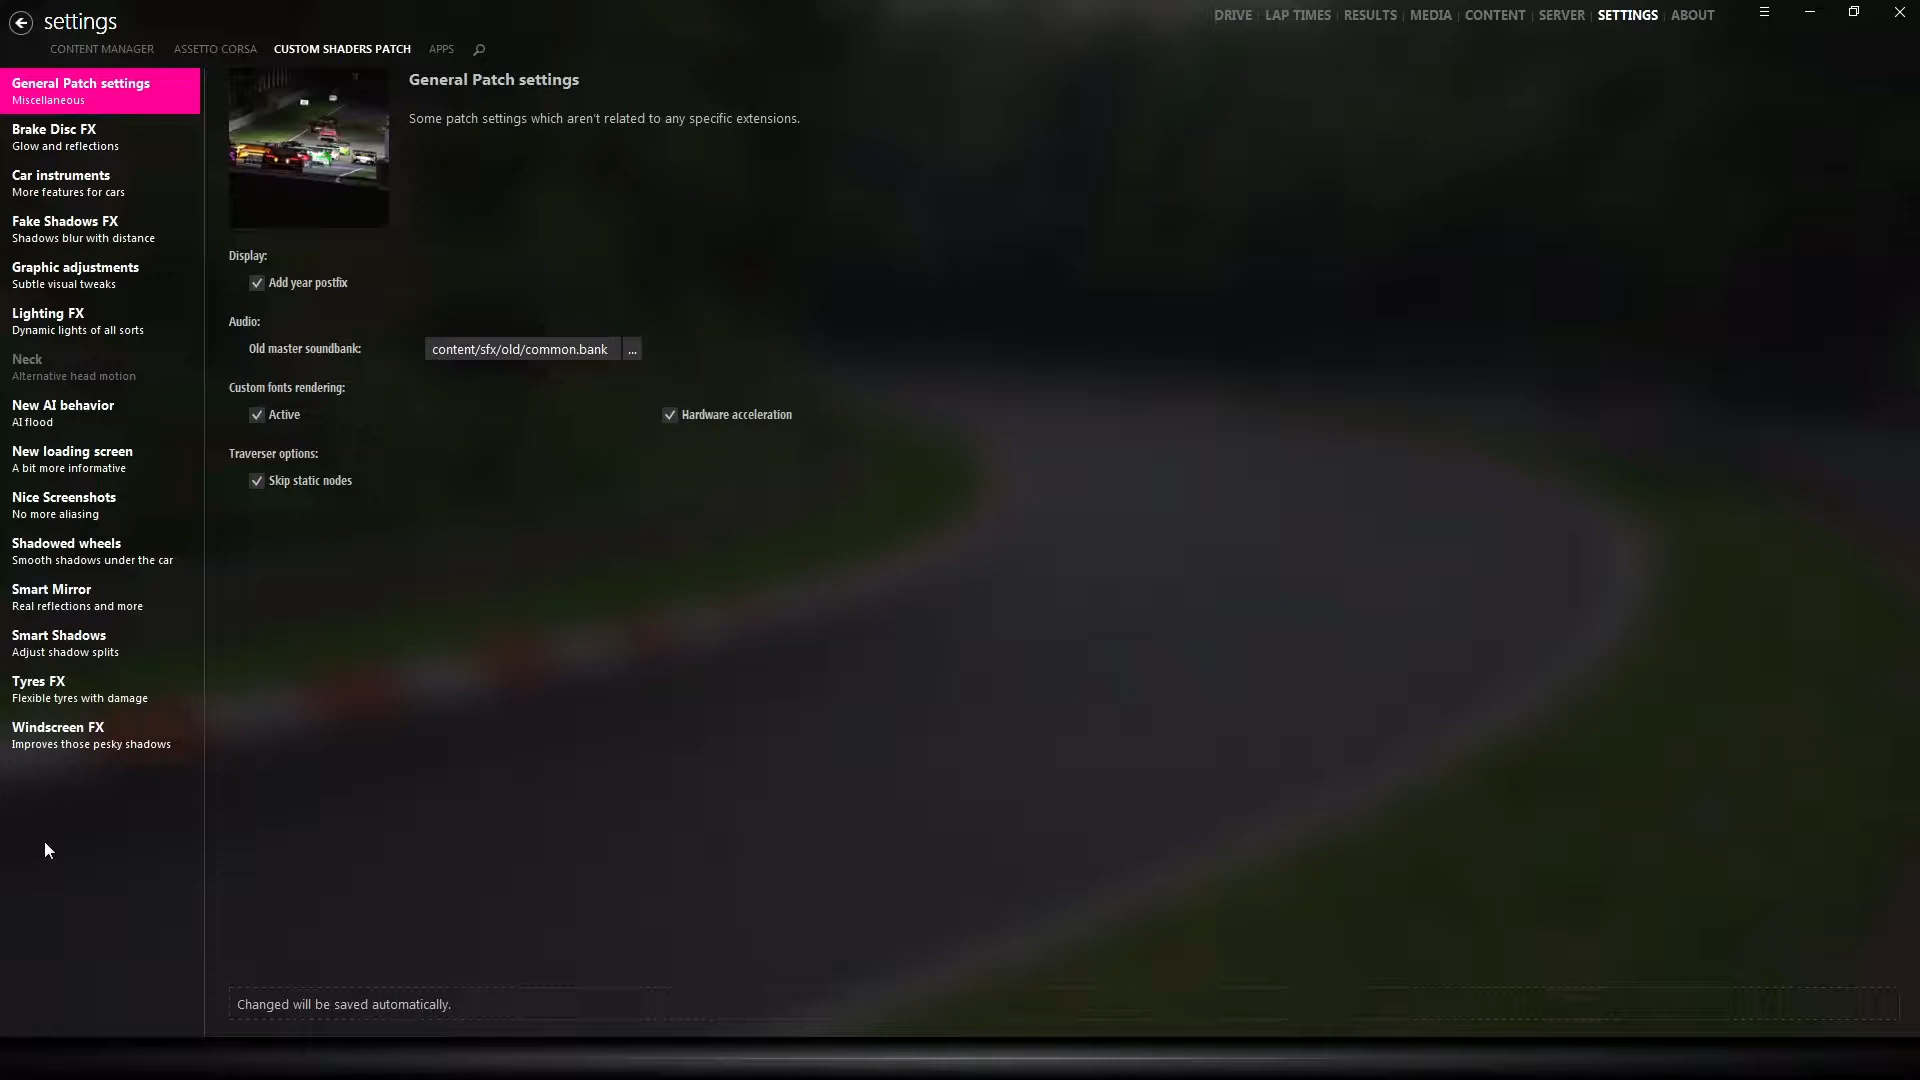 settings
DRIVE LAP TIMES RESULTS MEDIA CONTENT SERVER SETTINGS ABOUT
CONTENT MANAGER ASSETTO CORSA CUSTOM SHADERS PATCH APPS
General Patch settings
Miscellaneous
Brake Disc FX
Glow and reflections
Car instruments
More features for cars
Fake Shadows FX
Shadows blur with distance
Graphic adjustments
Subtle visual tweaks
Lighting FX
Dynamic lights of all sorts
Neck
Alternative head motion
New AI behavior
AI flood
New loading screen
A bit more informative
Nice Screenshots
No more aliasing
Shadowed wheels
Smooth shadows under the car
Smart Mirror
Real reflections and more
Smart Shadows
Adjust shadow splits
Tyres FX
Flexible tyres with damage
Windscreen FX
Improves those pesky shadows
General Patch settings
Some patch settings which aren't related to any specific extensions.
Display:
Add year postfix
Audio:
Old master soundbank: content/sfx/old/common.bank ...
Custom fonts rendering:
Active Hardware acceleration
Traverser options:
Skip static nodes
Changed will be saved automatically.